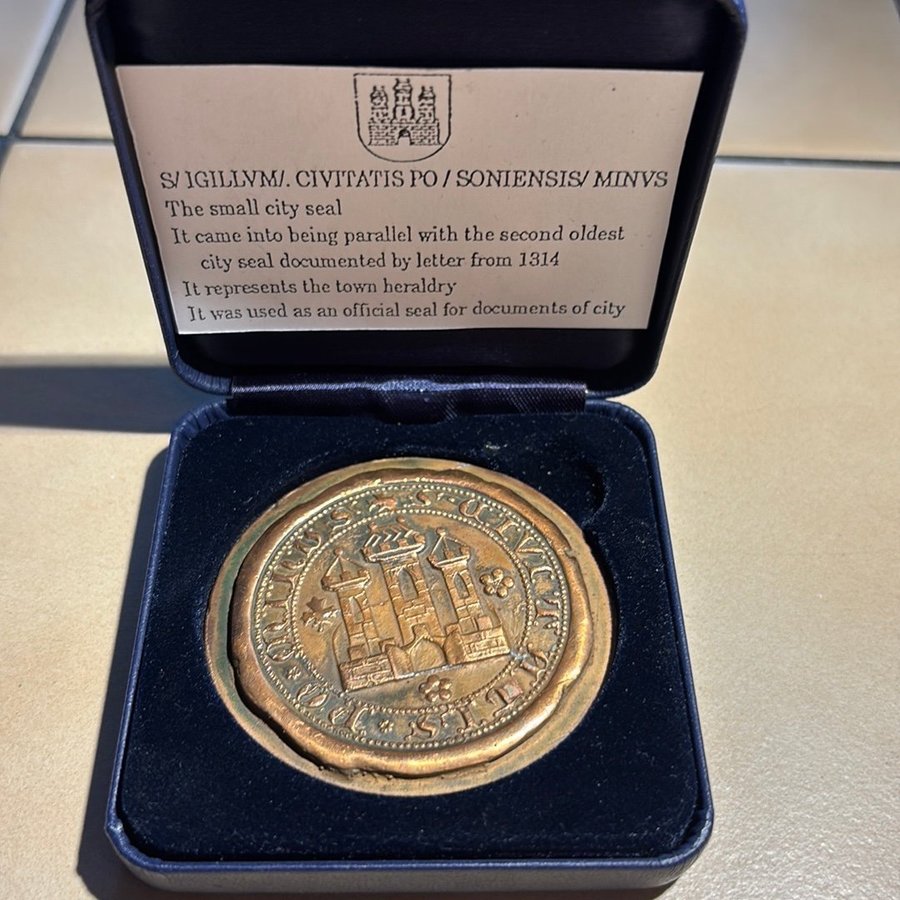 S/ IGILLVM/. CIVITATIS PO / SONIENSIS/ MINVS
The small city seal
It came into being parallel with the second oldest
city seal documented by letter from 1314
It represents the town heraldry
It was used as an official seal for documents of city